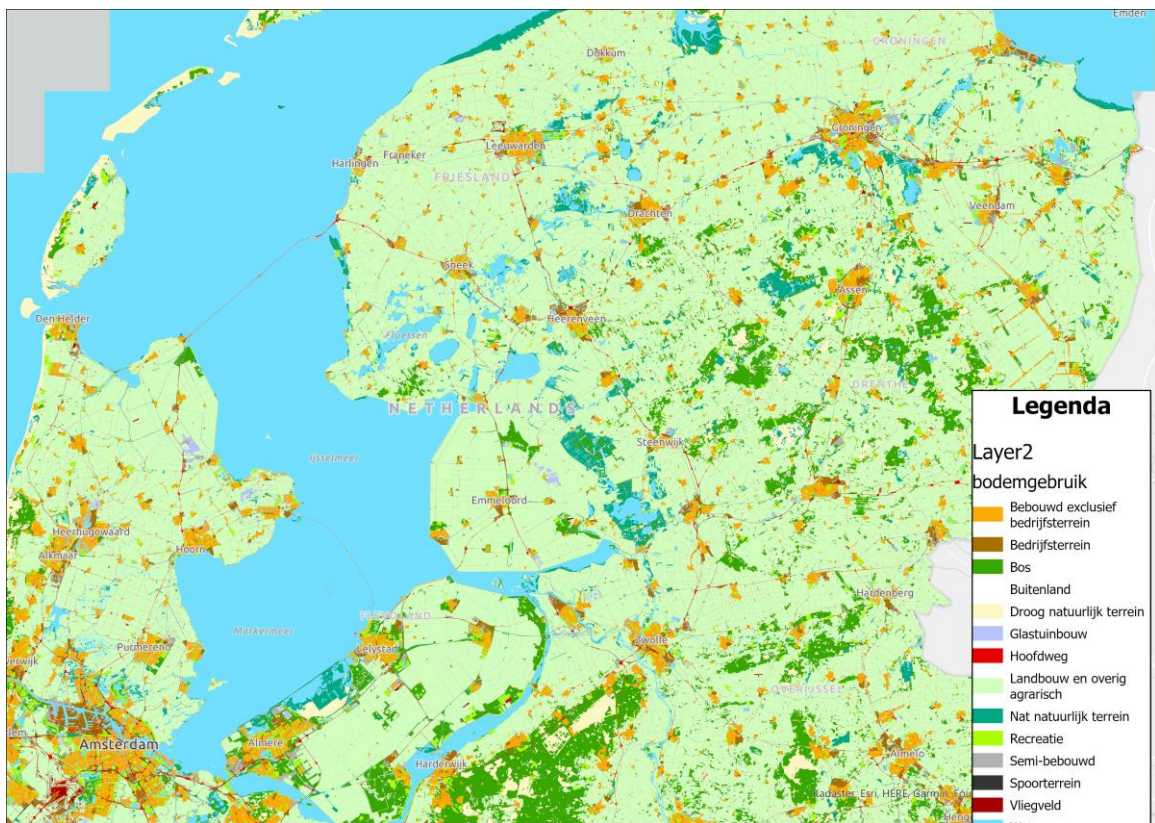 Emden
GRONINGEN
Dokkum
Groningen
Leeuwarden
Franeker
Harlingen
FRIESLAND
Drachten
Veendam
Sneek
Assen
Den Helder
Heerenveen
Fluessen
DRENTHE
NETHERLANDS
Steenwijk
Ijsselmeer
Emmeloord
Heerhugowaard
Alkmaar
Hoorn
Hardenberg
FLEVOLAND
Markermeer
Purmerend
Lelystad
Zwolle
OVERIJSSEL
Amsterdam
Almere
Harderwijk
Almelo
Kadaster, Esri, HERE, Garmin, Fou
Legenda
Layer2
bodemgebruik
Bebouwd exclusief
bedrijfsterrein
Bedrijfsterrein
Bos
Buitenland
Droog natuurlijk terrein
Glastuinbouw
Hoofdweg
Landbouw en overig
agrarisch
Nat natuurlijk terrein
Recreatie
Semi-bebouwd
Spoorterrein
Vliegveld